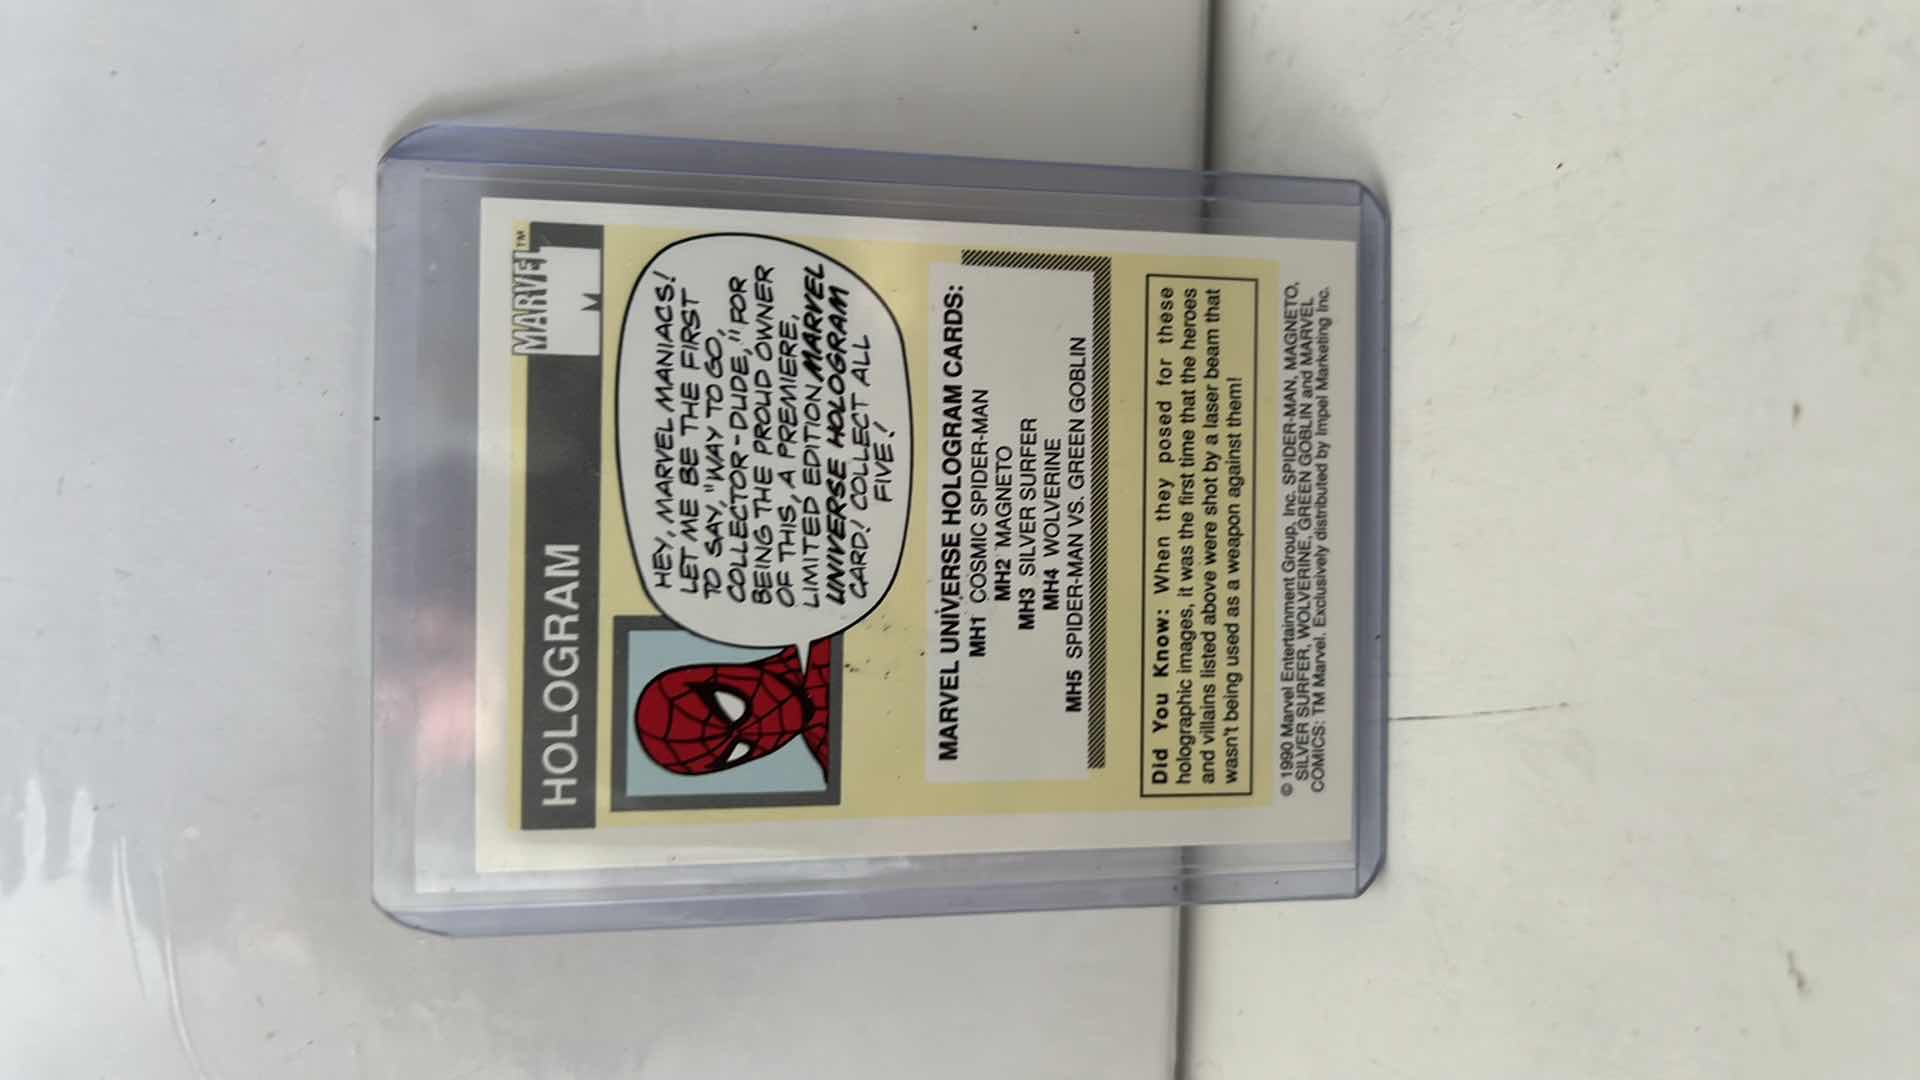 HOLOGRAM
MARVEL™
M
HEY, MARVEL MANIACS!
LET ME BE THE FIRST
TO SAY, "WAY TO GO,
COLLECTOR-DUDE," FOR
BEING THE PROUD OWNER
OF THIS, A PREMIERE,
LIMITED EDITION MARVEL
UNIVERSE HOLOGRAM
CARD! COLLECT ALL
FIVE!
MARVEL UNIVERSE HOLOGRAM CARDS:
MH1 COSMIC SPIDER-MAN
MH2 MAGNETO
MH3 SILVER SURFER
MH4 WOLVERINE
MH5 SPIDER-MAN VS. GREEN GOBLIN
Did You Know: When they posed for these
holographic images, it was the first time that the heroes
and villains listed above were shot by a laser beam that
wasn't being used as a weapon against them!
© 1990 Marvel Entertainment Group, Inc. SPIDER-MAN, MAGNETO,
SILVER SURFER, WOLVERINE, GREEN GOBLIN and MARVEL
COMICS: TM Marvel. Exclusively distributed by Impel Marketing Inc.